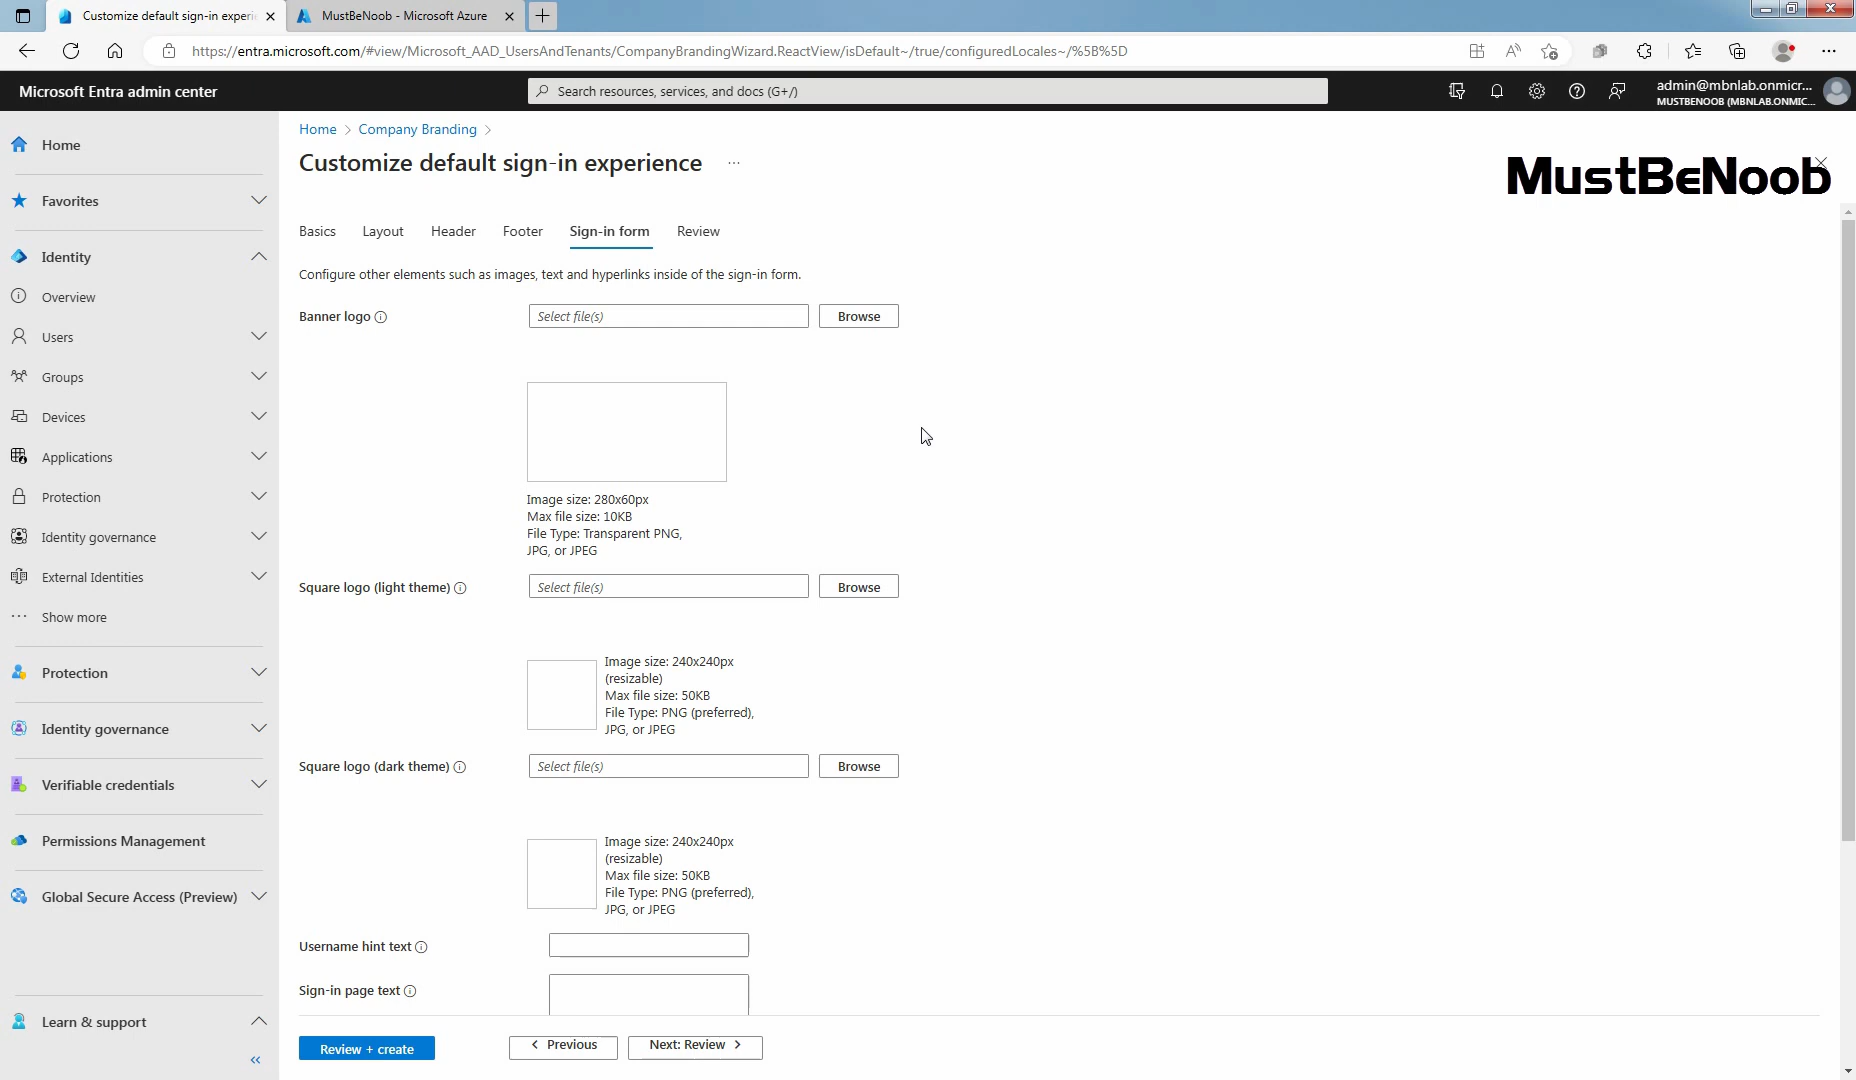 Customize default sign-in experie
MustBeNoob - Microsoft Azure
https://entra.microsoft.com/#view/Microsoft_AAD_UsersAndTenants/CompanyBrandingWizard.ReactView/isDefault~/true/configuredLocales~/%5B%5D
Microsoft Entra admin center
Search resources, services, and docs (G+/)
admin@mbnlab.onmicr...
MUSTBENOOB (MBNLAB.ONMIC...
Home
Favorites
Identity
Overview
Users
Groups
Devices
Applications
Protection
Identity governance
External Identities
Show more
Protection
Identity governance
Verifiable credentials
Permissions Management
Global Secure Access (Preview)
Learn & support
Home > Company Branding >
Customize default sign-in experience ...
MustBeNoob
Basics Layout Header Footer Sign-in form Review
Configure other elements such as images, text and hyperlinks inside of the sign-in form.
Banner logo
Select file(s)
Browse
Image size: 280x60px
Max file size: 10KB
File Type: Transparent PNG,
JPG, or JPEG
Square logo (light theme)
Select file(s)
Browse
Image size: 240x240px
(resizable)
Max file size: 50KB
File Type: PNG (preferred),
JPG, or JPEG
Square logo (dark theme)
Select file(s)
Browse
Image size: 240x240px
(resizable)
Max file size: 50KB
File Type: PNG (preferred),
JPG, or JPEG
Username hint text
Sign-in page text
Review + create
< Previous
Next: Review >